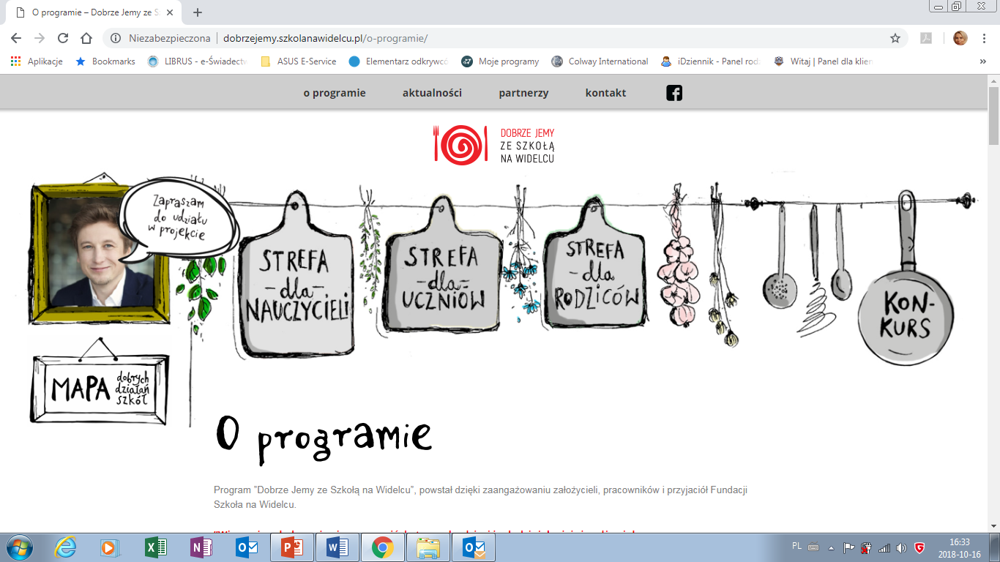 O programie – Dobrze Jemy ze S
Niezabezpieczona
dobrzejemy.szkolanawidelcu.pl/o-programie/
Aplikacje
Bookmarks
LIBRUS - e-Świadectw
ASUS E-Service
Elementarz odkrywcó
Moje programy
Colway International
iDziennik - Panel rodz
Witaj | Panel dla klien
»
o programie
aktualności
partnerzy
kontakt
DOBRZE JEMY
ZE SZKOŁĄ
NA WIDELCU
Zapraszam
do udziału
w projekcie
STREFA
-dla-
NAUCZYCIELI
STREFA
-dla-
UCZNIÓW
STREFA
-dla
RODZICÓW
KON-
KURS
MAPA
dobrych
działań
szkół
O programie
Program ”Dobrze Jemy ze Szkołą na Widelcu”, powstał dzięki zaangażowaniu założycieli, pracowników i przyjaciół Fundacji
Szkoła na Widelcu.
PL
16:33
2018-10-16